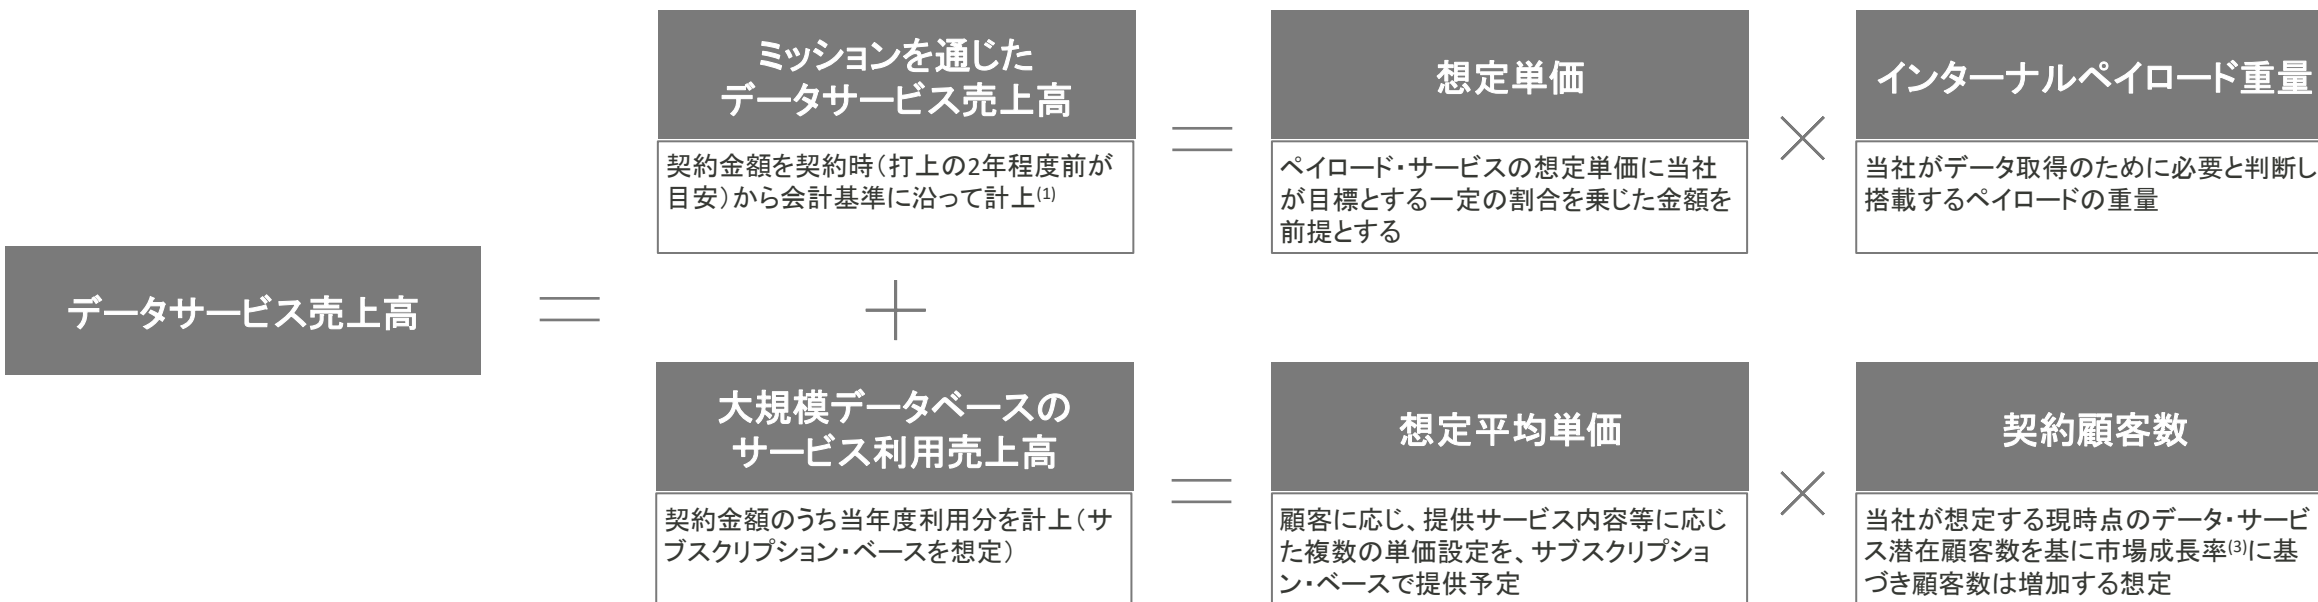 ミッションを通じた
データサービス売上高
契約金額を契約時（打上の2年程度前が
目安）から会計基準に沿って計上(1)
＝
想定単価
ペイロード・サービスの想定単価に当社
が目標とする一定の割合を乗じた金額を
前提とする
×
インターナルペイロード重量
当社がデータ取得のために必要と判断し
搭載するペイロードの重量
データサービス売上高
＝
＋
大規模データベースの
サービス利用売上高
契約金額のうち当年度利用分を計上（サ
ブスクリプション・ベースを想定）
＝
想定平均単価
顧客に応じ、提供サービス内容等に応じ
た複数の単価設定を、サブスクリプショ
ン・ベースで提供予定
×
契約顧客数
当社が想定する現時点のデータ・サービ
ス潜在顧客数を基に市場成長率(3)に基
づき顧客数は増加する想定